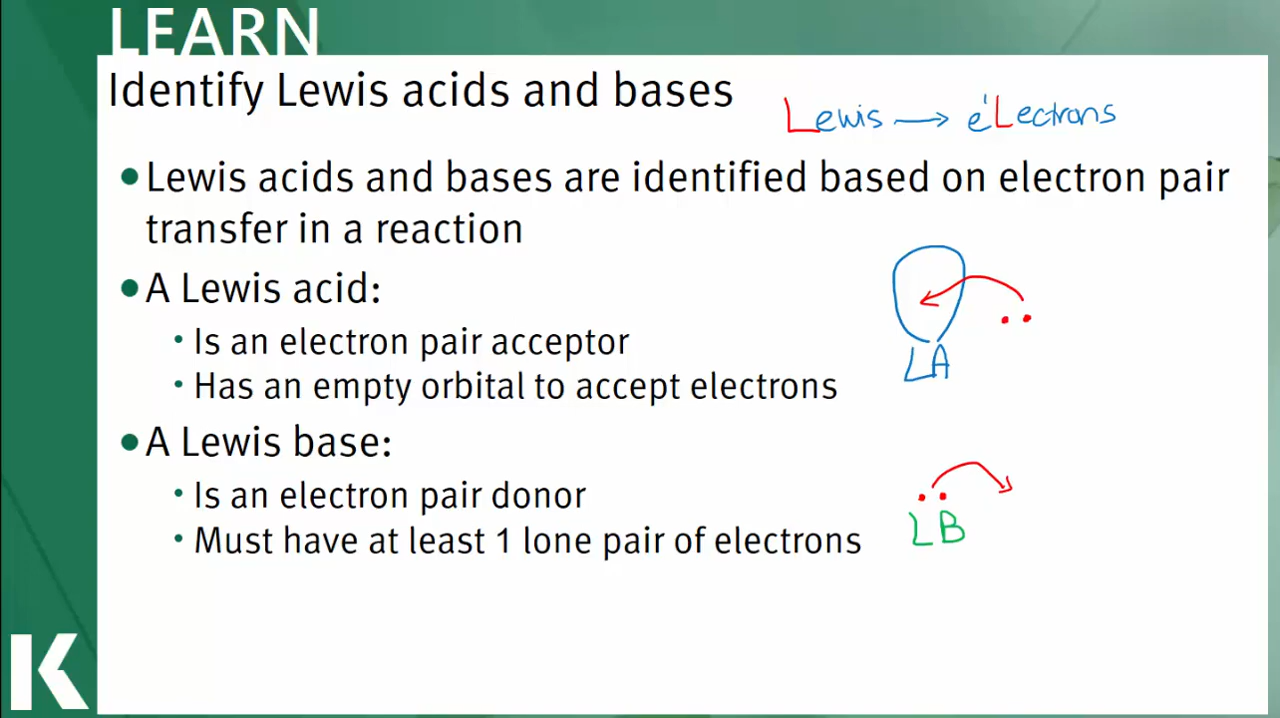 LEARN
Identify Lewis acids and bases
Lewis → e'Lectrons
• Lewis acids and bases are identified based on electron pair
transfer in a reaction
• A Lewis acid:
• Is an electron pair acceptor
• Has an empty orbital to accept electrons
LA
• A Lewis base:
• Is an electron pair donor
• Must have at least 1 lone pair of electrons
LB
K